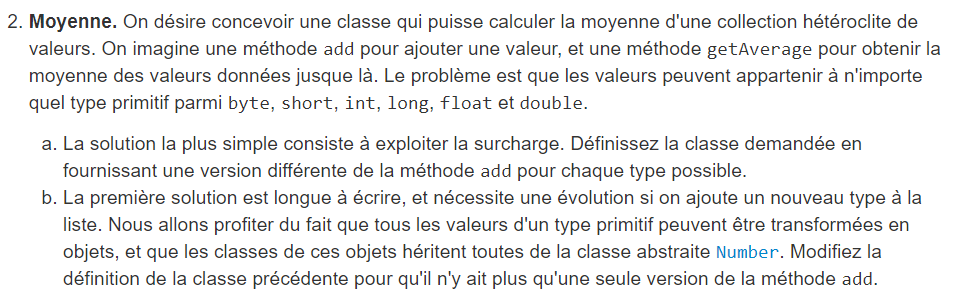 2. Moyenne. On désire concevoir une classe qui puisse calculer la moyenne d'une collection hétéroclite de
valeurs. On imagine une méthode add pour ajouter une valeur, et une méthode getAverage pour obtenir la
moyenne des valeurs données jusque là. Le problème est que les valeurs peuvent appartenir à n'importe
quel type primitif parmi byte, short, int, long, float et double.
a. La solution la plus simple consiste à exploiter la surcharge. Définissez la classe demandée en
fournissant une version différente de la méthode add pour chaque type possible.
b. La première solution est longue à écrire, et nécessite une évolution si on ajoute un nouveau type à la
liste. Nous allons profiter du fait que tous les valeurs d'un type primitif peuvent être transformées en
objets, et que les classes de ces objets héritent toutes de la classe abstraite Number. Modifiez la
définition de la classe précédente pour qu'il n'y ait plus qu'une seule version de la méthode add.